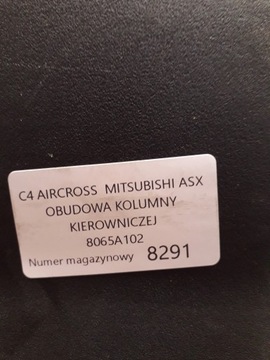 C4 AIRCROSS MITSUBISHI ASX
OBUDOWA KOLUMNY
KIEROWNICZEJ
8065A102
Numer magazynowy 8291